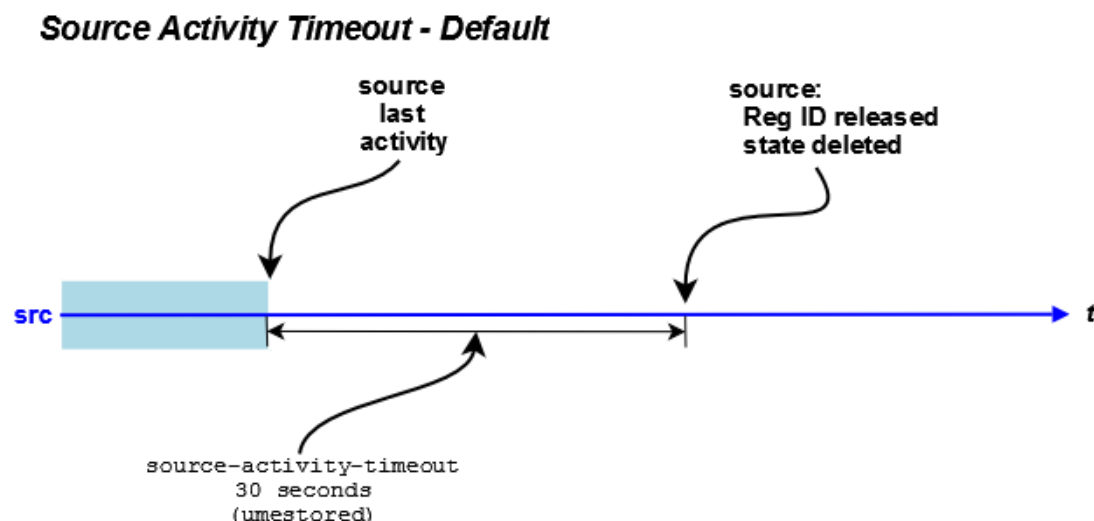 Source Activity Timeout - Default
source
last
activity
source:
Reg ID released
state deleted
src
t
source-activity-timeout
30 seconds
(umestored)